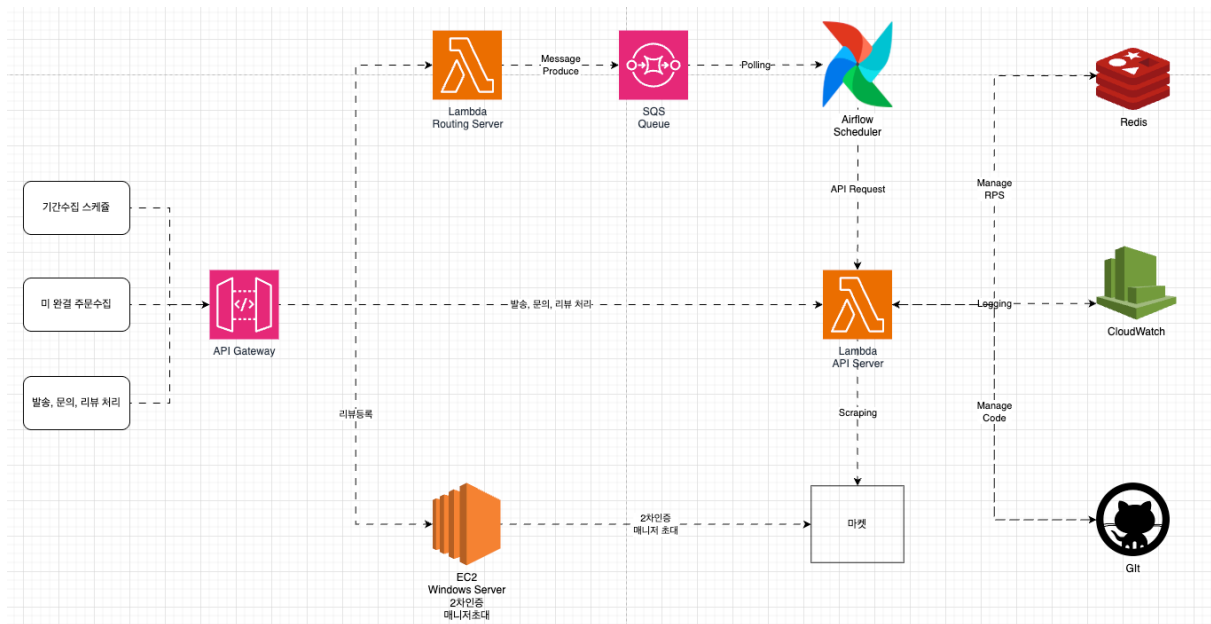 Message
Produce
Polling
Lambda
Routing Server
SQS
Queue
Airflow
Scheduler
Redis
기간수집 스케쥴
API Request
Manage
RPS
미 완결 주문수집
API Gateway
발송, 문의, 리뷰 처리
Lambda
API Server
Logging
CloudWatch
발송, 문의, 리뷰 처리
리뷰등록
Scraping
Manage
Code
2차인증
매니저 초대
마켓
GIt
EC2
Windows Server
2차인증
매니저초대